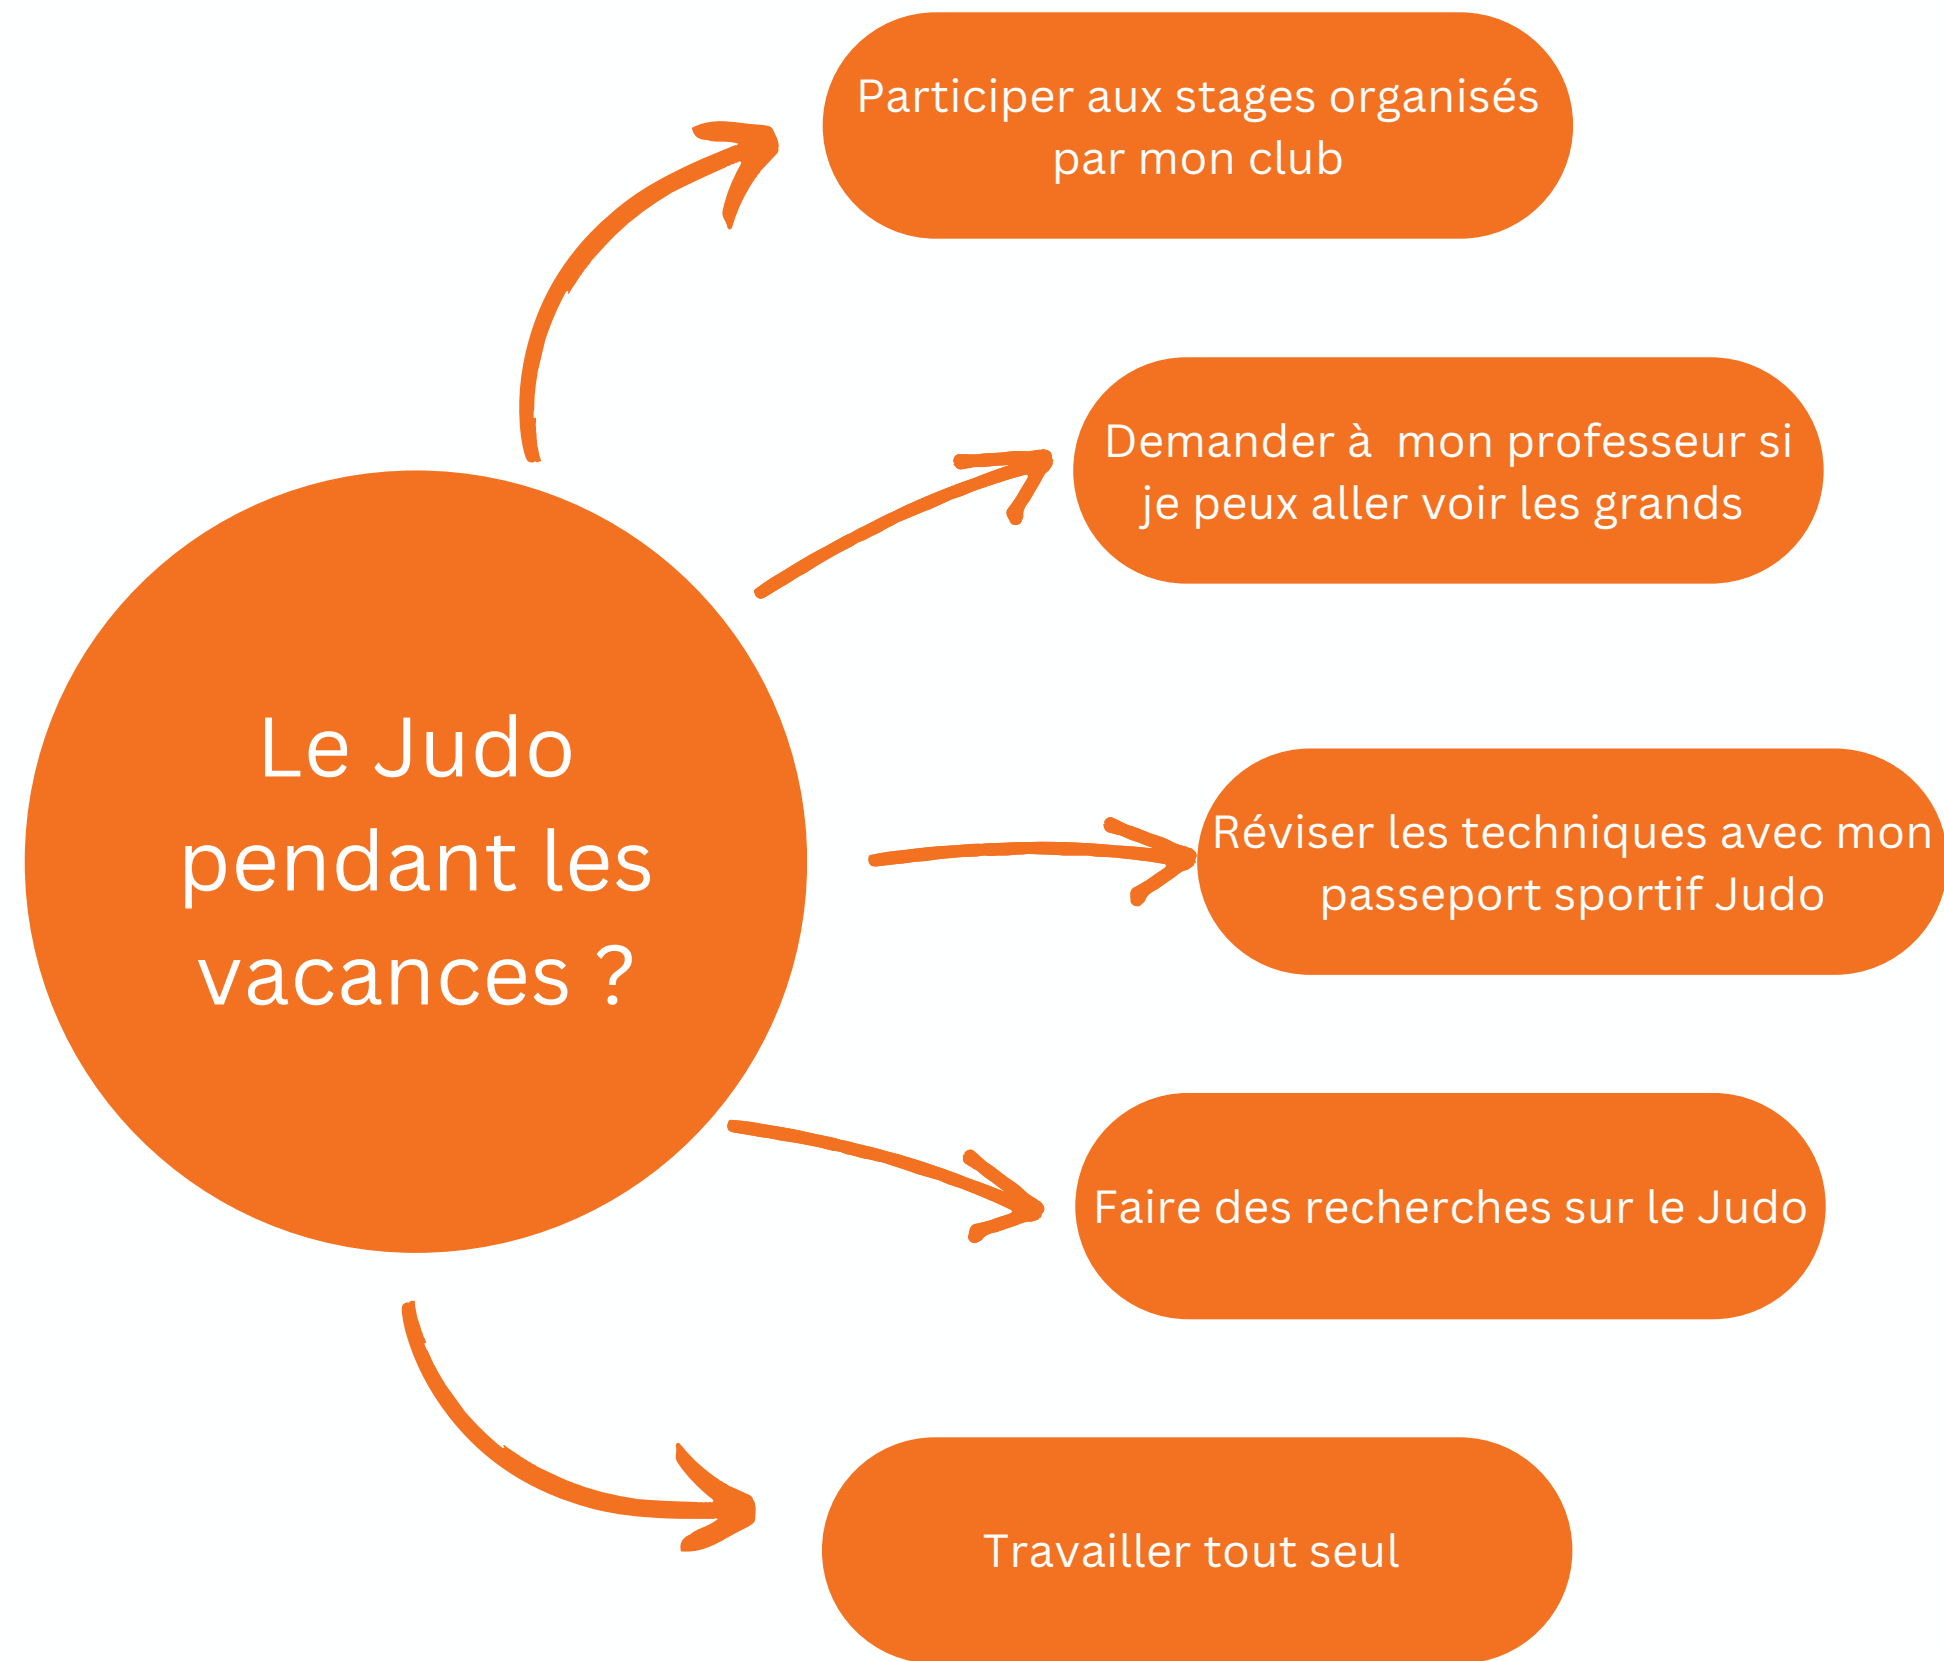 Participer aux stages organisés
par mon club
Demander à  mon professeur si
je peux aller voir les grands
Le Judo
pendant les
vacances ?
Réviser les techniques avec mon
passeport sportif Judo
Faire des recherches sur le Judo
Travailler tout seul